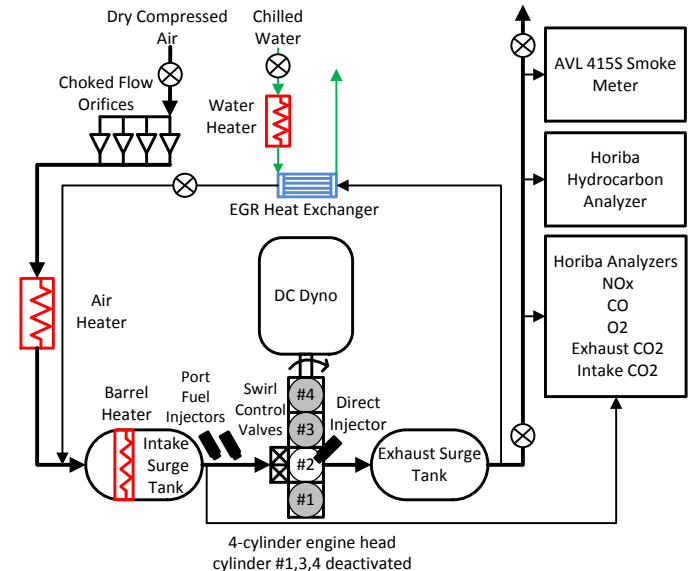 Dry Compressed
Air
Chilled
Water
Choked Flow
Orifices
Water
Heater
AVL 415S Smoke
Meter
Horiba
Hydrocarbon
Analyzer
EGR Heat Exchanger
Horiba Analyzers
NOx
CO
O2
Exhaust CO2
Intake CO2
DC Dyno
Air
Heater
Barrel
Heater
Port
Fuel
Injectors
Swirl
Control
Valves
Direct
Injector
#4
#3
#2
#1
Intake
Surge
Tank
Exhaust Surge
Tank
4-cylinder engine head
cylinder #1,3,4 deactivated